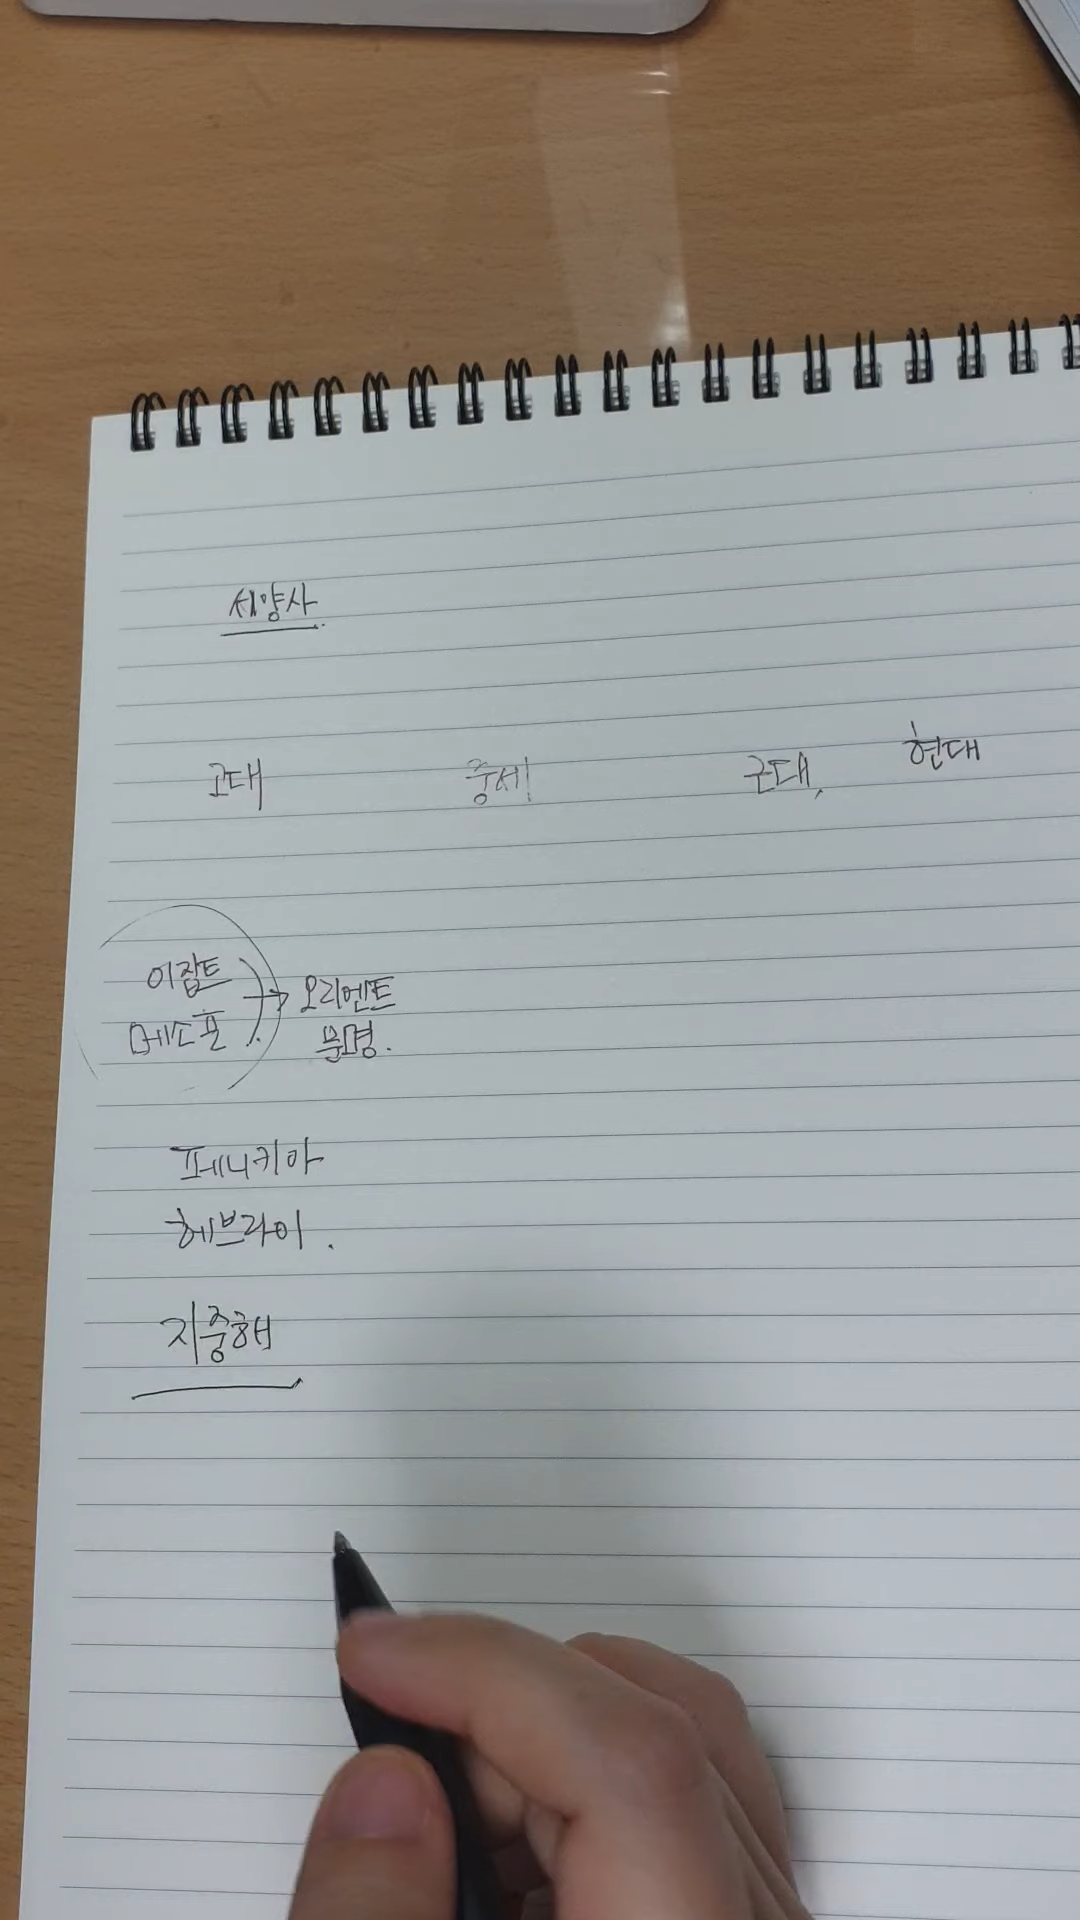 서양사
고대 중세 근대, 현대
이집트 → 오리엔트
메소포 문명.
페니키아
헤브라이.
지중해